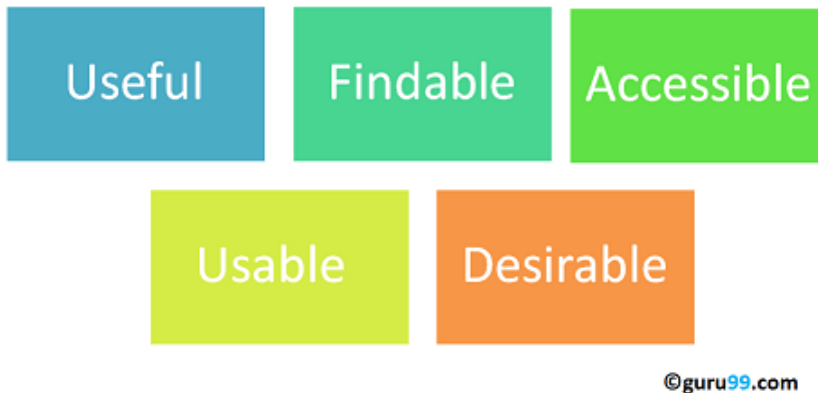 Useful
Findable
Accessible
Usable
Desirable
©guru99.com